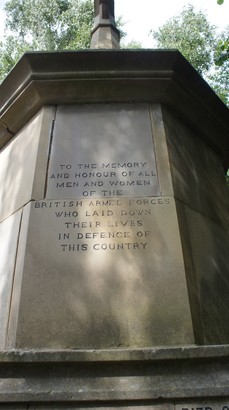 TO THE MEMORY
AND HONOUR OF ALL
MEN AND WOMEN
OF THE
BRITISH ARMED FORCES
WHO LAID DOWN
THEIR LIVES
IN DEFENCE OF
THIS COUNTRY